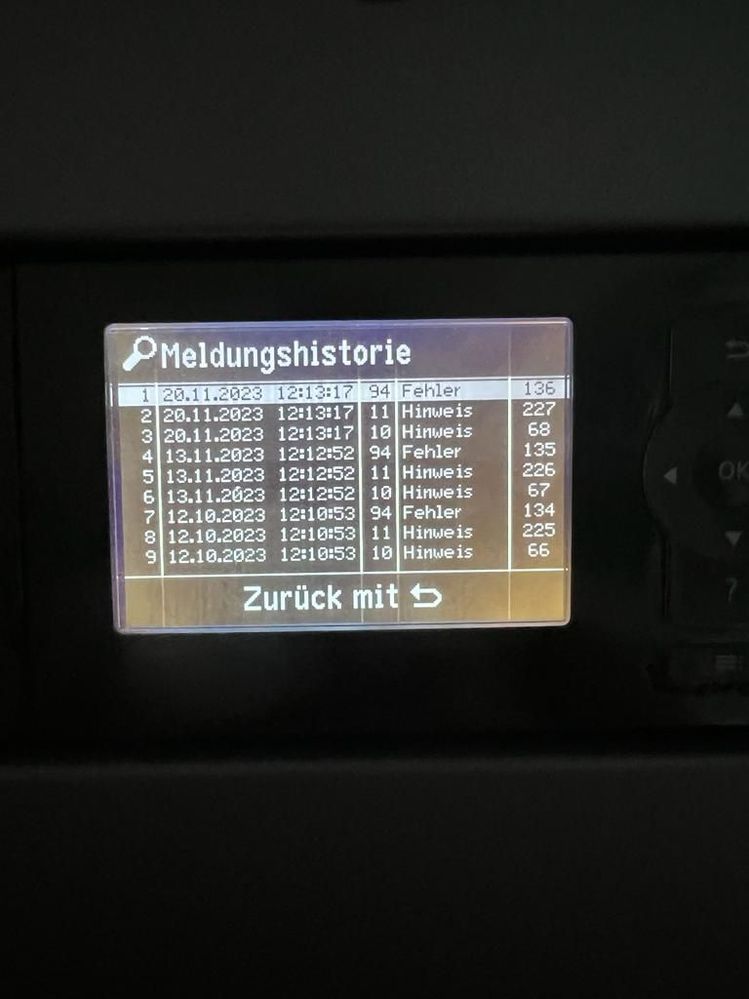 Meldungshistorie
1 20.11.2023 12:13:17 94 Fehler 136
2 20.11.2023 12:13:17 11 Hinweis 227
3 20.11.2023 12:13:17 10 Hinweis 68
4 13.11.2023 12:12:52 94 Fehler 135
5 13.11.2023 12:12:52 11 Hinweis 226
6 13.11.2023 12:12:52 10 Hinweis 67
7 12.10.2023 12:10:53 94 Fehler 134
8 12.10.2023 12:10:53 11 Hinweis 225
9 12.10.2023 12:10:53 10 Hinweis 66
Zurück mit
OK
?